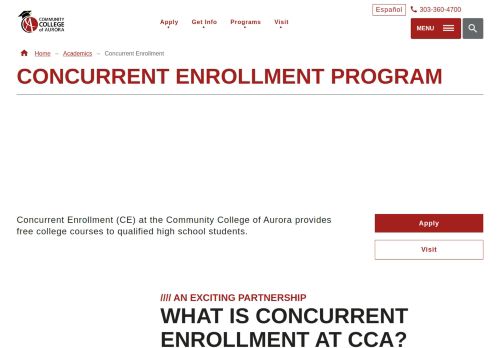 COMMUNITY
COLLEGE
of AURORA
Apply
Get Info
Programs
Visit
Español
303-360-4700
MENU
Home – Academics – Concurrent Enrollment
CONCURRENT ENROLLMENT PROGRAM
Concurrent Enrollment (CE) at the Community College of Aurora provides
free college courses to qualified high school students.
Apply
Visit
//// AN EXCITING PARTNERSHIP
WHAT IS CONCURRENT
ENROLLMENT AT CCA?